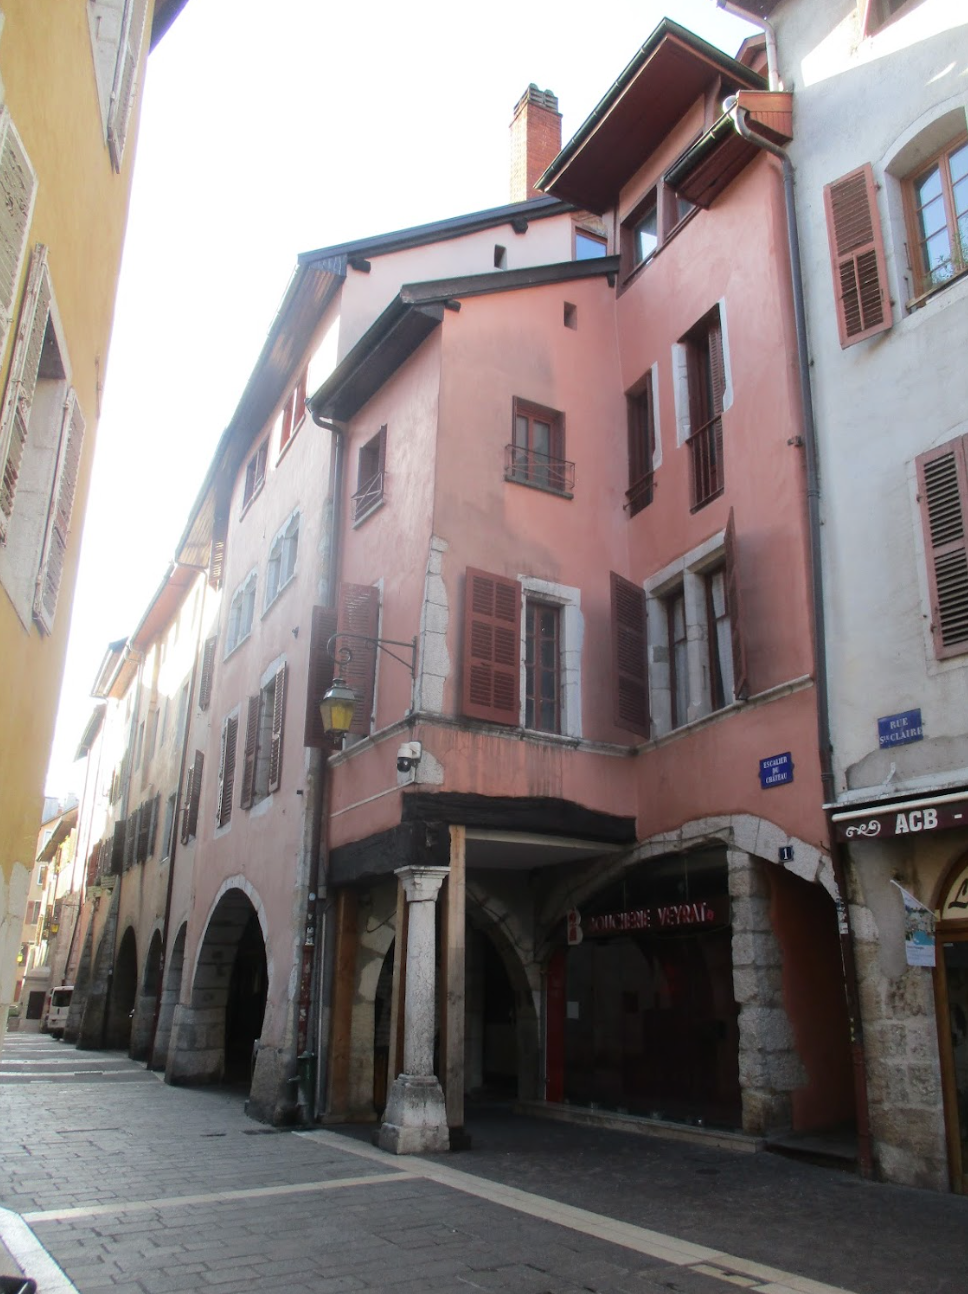 RUE
STE CLAIRE
ESCALIER
DU
CHÂTEAU
ACB -
1
BOUCHERIE VEYRAT